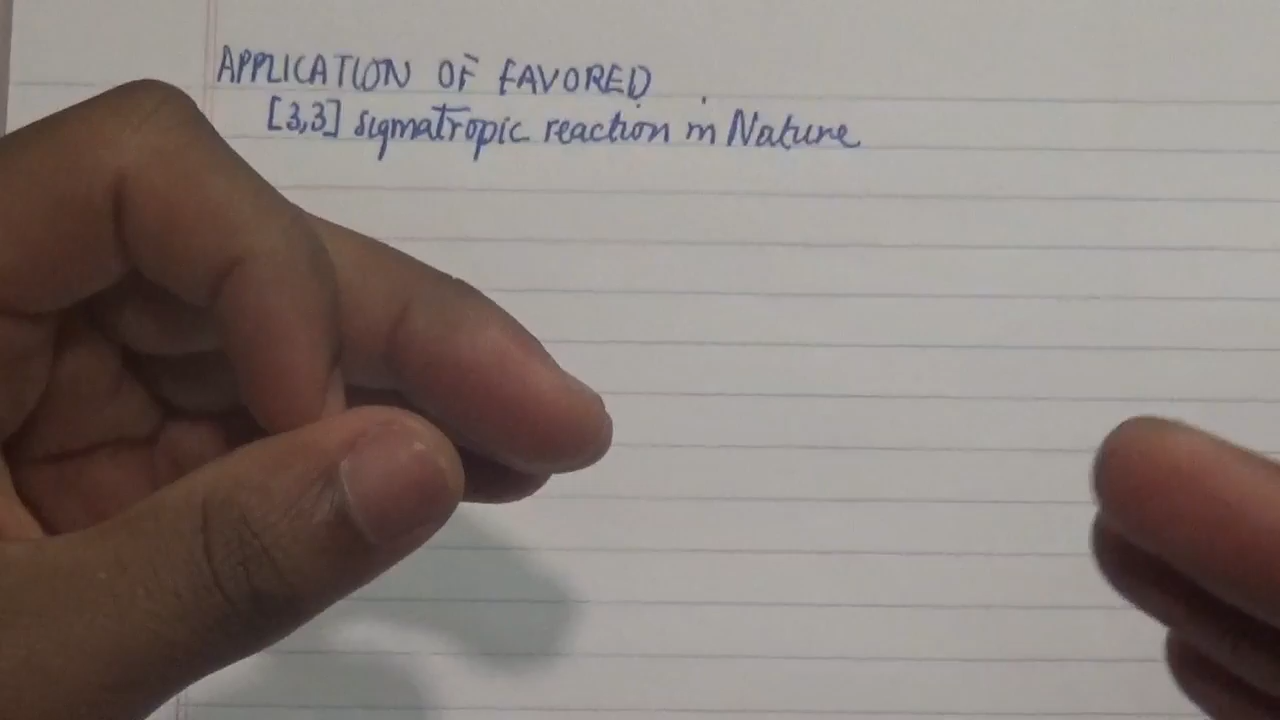 APPLICATION OF FAVORED
[3,3] sigmatropic reaction in Nature